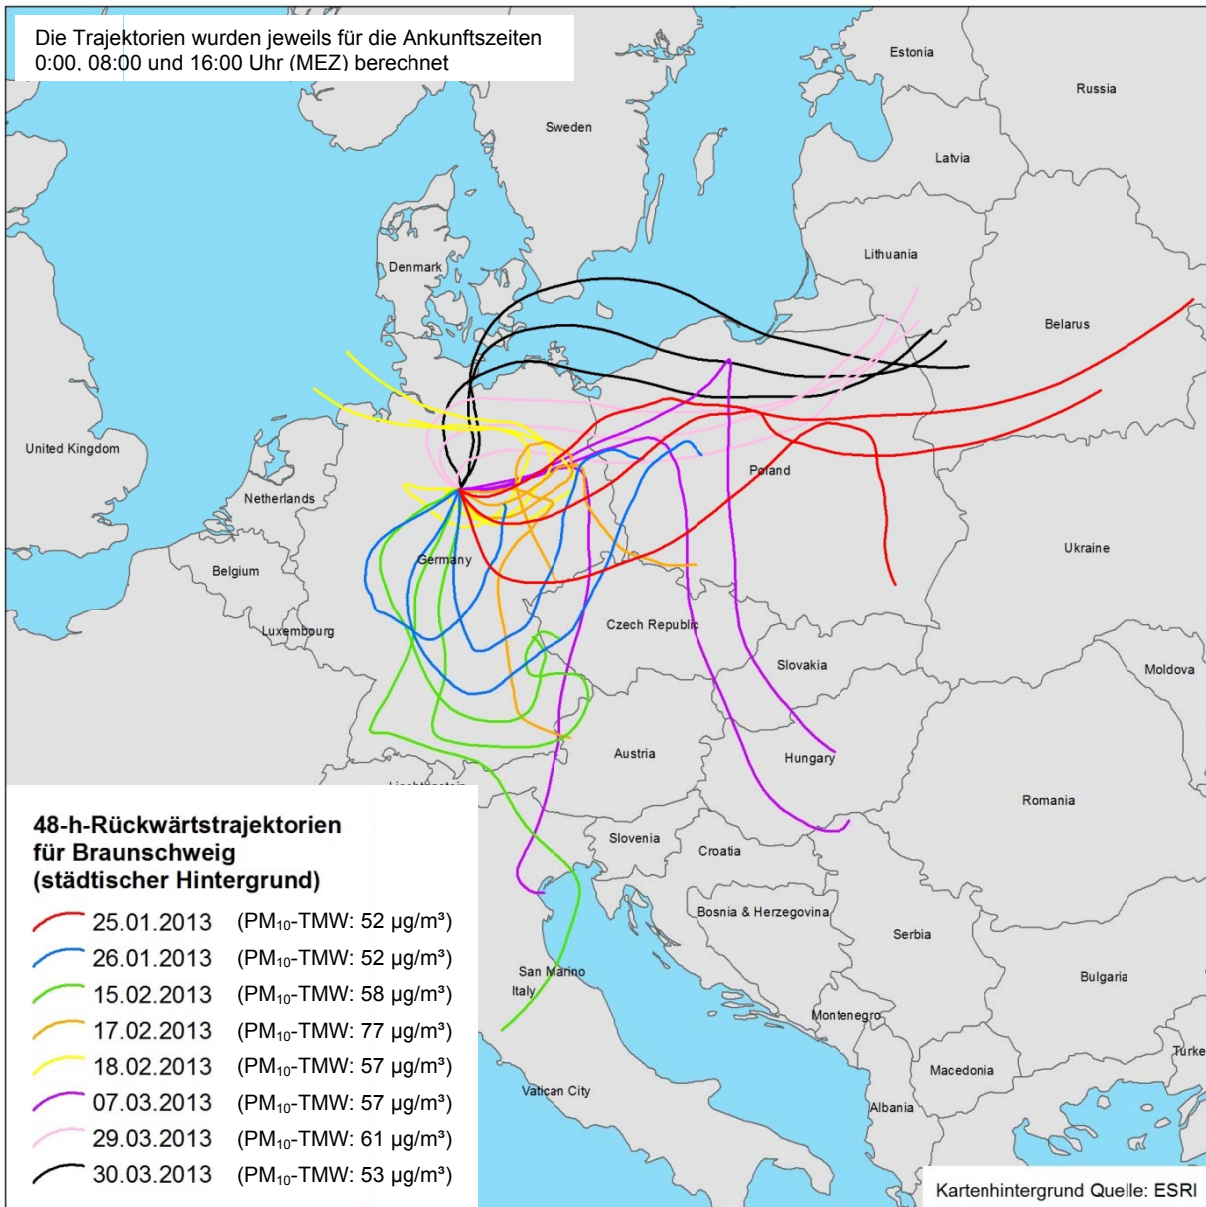 Die Trajektorien wurden jeweils für die Ankunftszeiten
0:00, 08:00 und 16:00 Uhr (MEZ) berechnet
Estonia
Russia
Sweden
Latvia
Lithuania
Denmark
Belarus
United Kingdom
Netherlands
Poland
Germany
Belgium
Ukraine
Luxembourg
Czech Republic
Slovakia
Moldova
Austria
Hungary
Liechtenstein
Romania
Slovenia
Croatia
Bosnia & Herzegovina
Serbia
San Marino
Italy
Bulgaria
Montenegro
Macedonia
Turke
Vatican City
Albania
48-h-Rückwärtstrajektorien
für Braunschweig
(städtischer Hintergrund)
25.01.2013 (PM₁₀-TMW: 52 µg/m³)
26.01.2013 (PM₁₀-TMW: 52 µg/m³)
15.02.2013 (PM₁₀-TMW: 58 µg/m³)
17.02.2013 (PM₁₀-TMW: 77 µg/m³)
18.02.2013 (PM₁₀-TMW: 57 µg/m³)
07.03.2013 (PM₁₀-TMW: 57 µg/m³)
29.03.2013 (PM₁₀-TMW: 61 µg/m³)
30.03.2013 (PM₁₀-TMW: 53 µg/m³)
Kartenhintergrund Quelle: ESRI